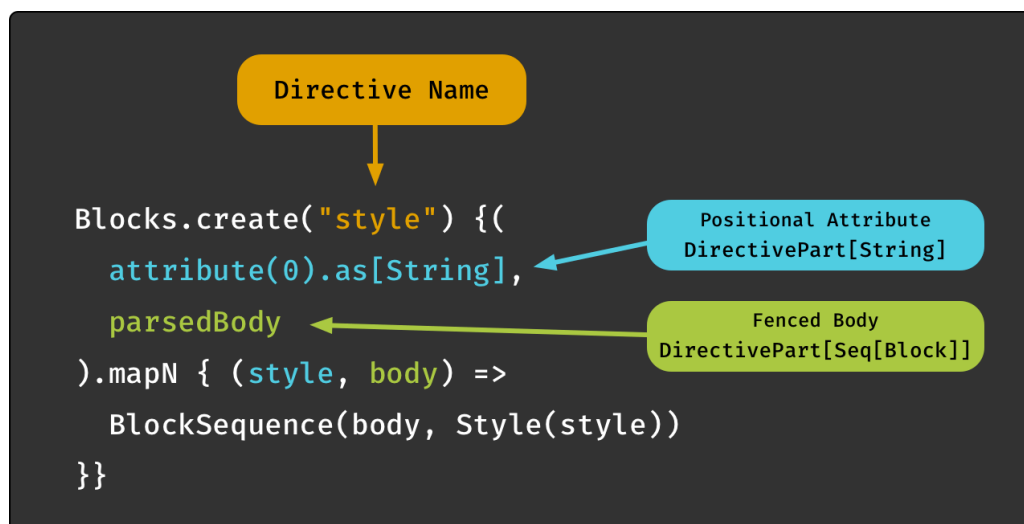 Directive Name
Blocks.create("style") {(
Positional Attribute
DirectivePart[String]
attribute(0).as[String],
parsedBody
Fenced Body
DirectivePart[Seq[Block]]
).mapN { (style, body) =>
BlockSequence(body, Style(style))
}}